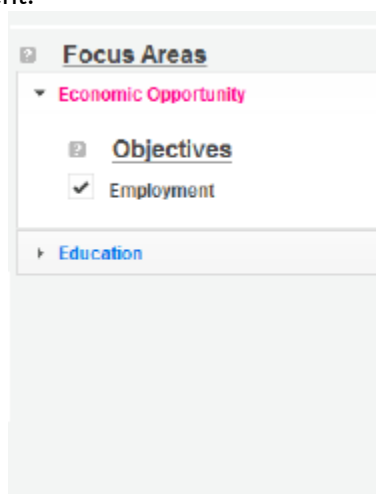 Focus Areas
Economic Opportunity
Objectives
Employment
Education